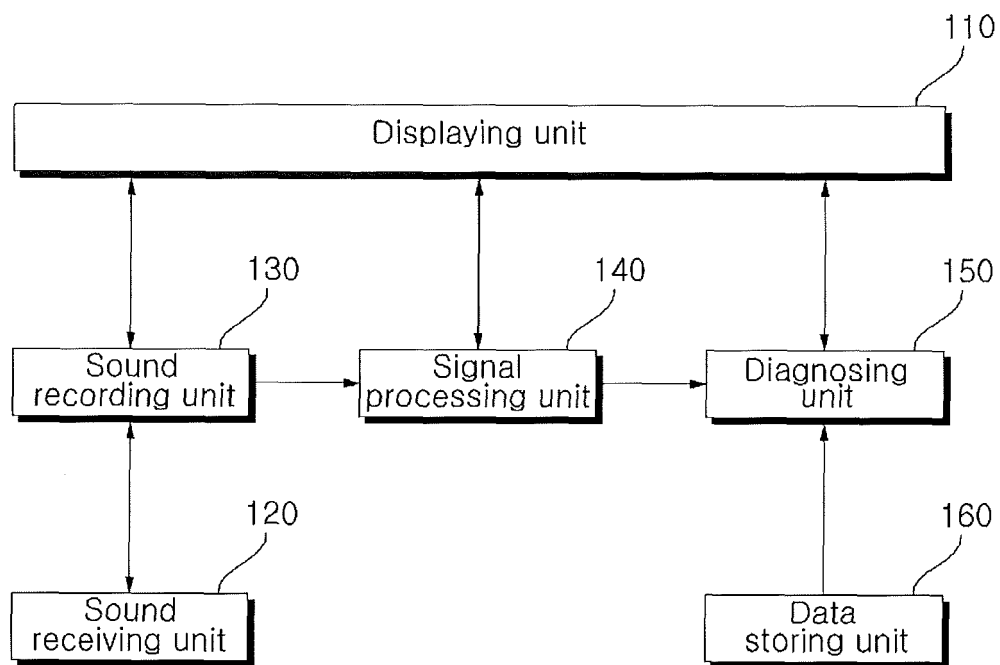 110
Displaying unit
130
140
150
Sound
recording unit
Signal
processing unit
Diagnosing
unit
120
160
Sound
receiving unit
Data
storing unit